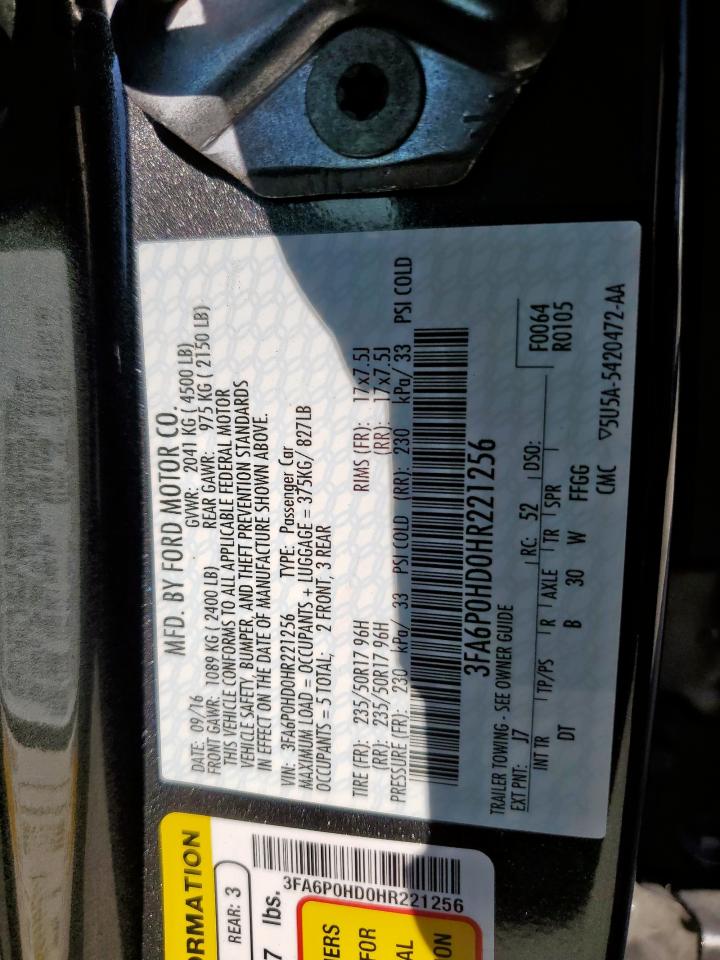 MFD. BY FORD MOTOR CO.
DATE: 09/16 GVWR: 2041 KG ( 4500 LB)
FRONT GAWR: 1089 KG ( 2400 LB) REAR GAWR: 975 KG ( 2150 LB)
THIS VEHICLE CONFORMS TO ALL APPLICABLE FEDERAL MOTOR
VEHICLE SAFETY, BUMPER, AND THEFT PREVENTION STANDARDS
IN EFFECT ON THE DATE OF MANUFACTURE SHOWN ABOVE.
VIN: 3FA6P0HD0HR221256 TYPE: Passenger Car
MAXIMUM LOAD = OCCUPANTS + LUGGAGE = 375KG/ 827LB
OCCUPANTS = 5 TOTAL; 2 FRONT, 3 REAR
TIRE (FR): 235/50R17 96H RIMS (FR): 17x7.5J
(RR): 235/50R17 96H (RR): 17x7.5J
PRESSURE (FR): 230 kPa/ 33 PSI COLD (RR): 230 kPa/ 33 PSI COLD
3FA6P0HD0HR221256
TRAILER TOWING - SEE OWNER GUIDE
EXT PNT: J7 RC: 52 DSO:
INT TR TP/PS R AXLE TR SPR
DT B 30 W FFGG
F0064
R0105
CMC ▽5U5A-5420472-AA
ORMATION
REAR: 3
7 lbs.
3FA6P0HD0HR221256
NERS
FOR
AL
ION